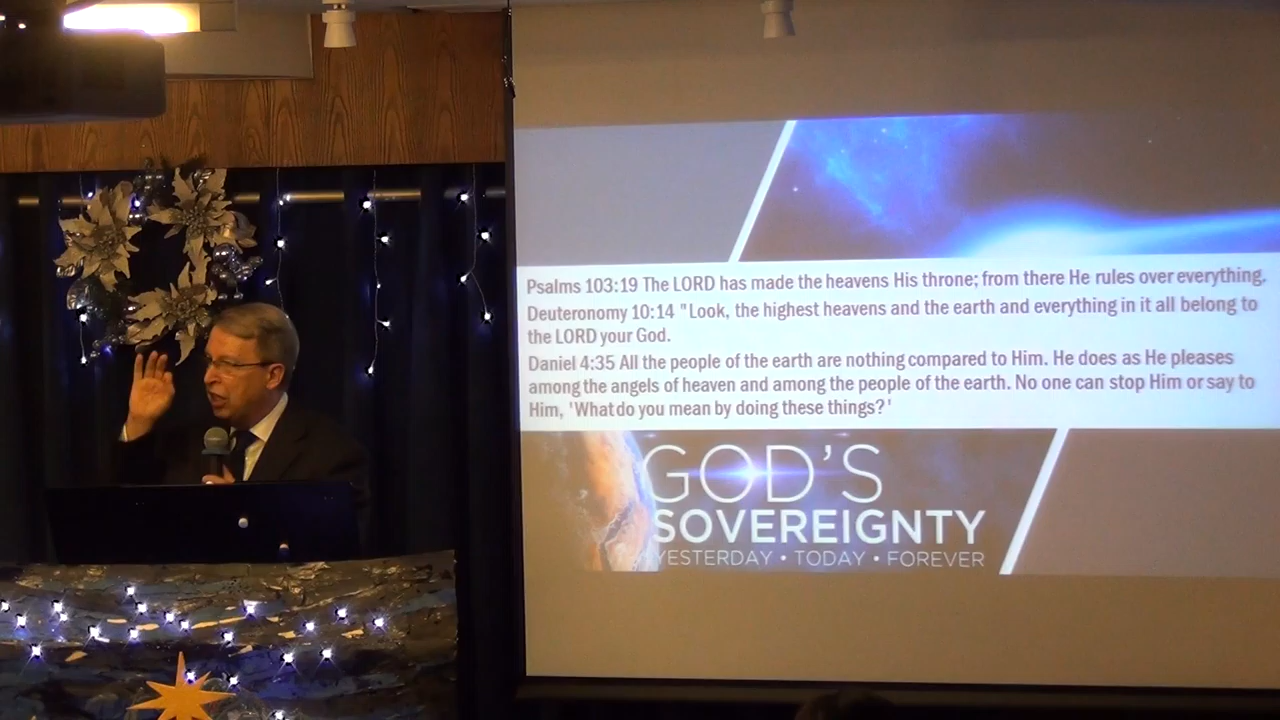 Psalms 103:19 The LORD has made the heavens His throne; from there He rules over everything.
Deuteronomy 10:14 "Look, the highest heavens and the earth and everything in it all belong to
the LORD your God.
Daniel 4:35 All the people of the earth are nothing compared to Him. He does as He pleases
among the angels of heaven and among the people of the earth. No one can stop Him or say to
Him, 'What do you mean by doing these things?'
GOD'S
SOVEREIGNTY
YESTERDAY • TODAY • FOREVER